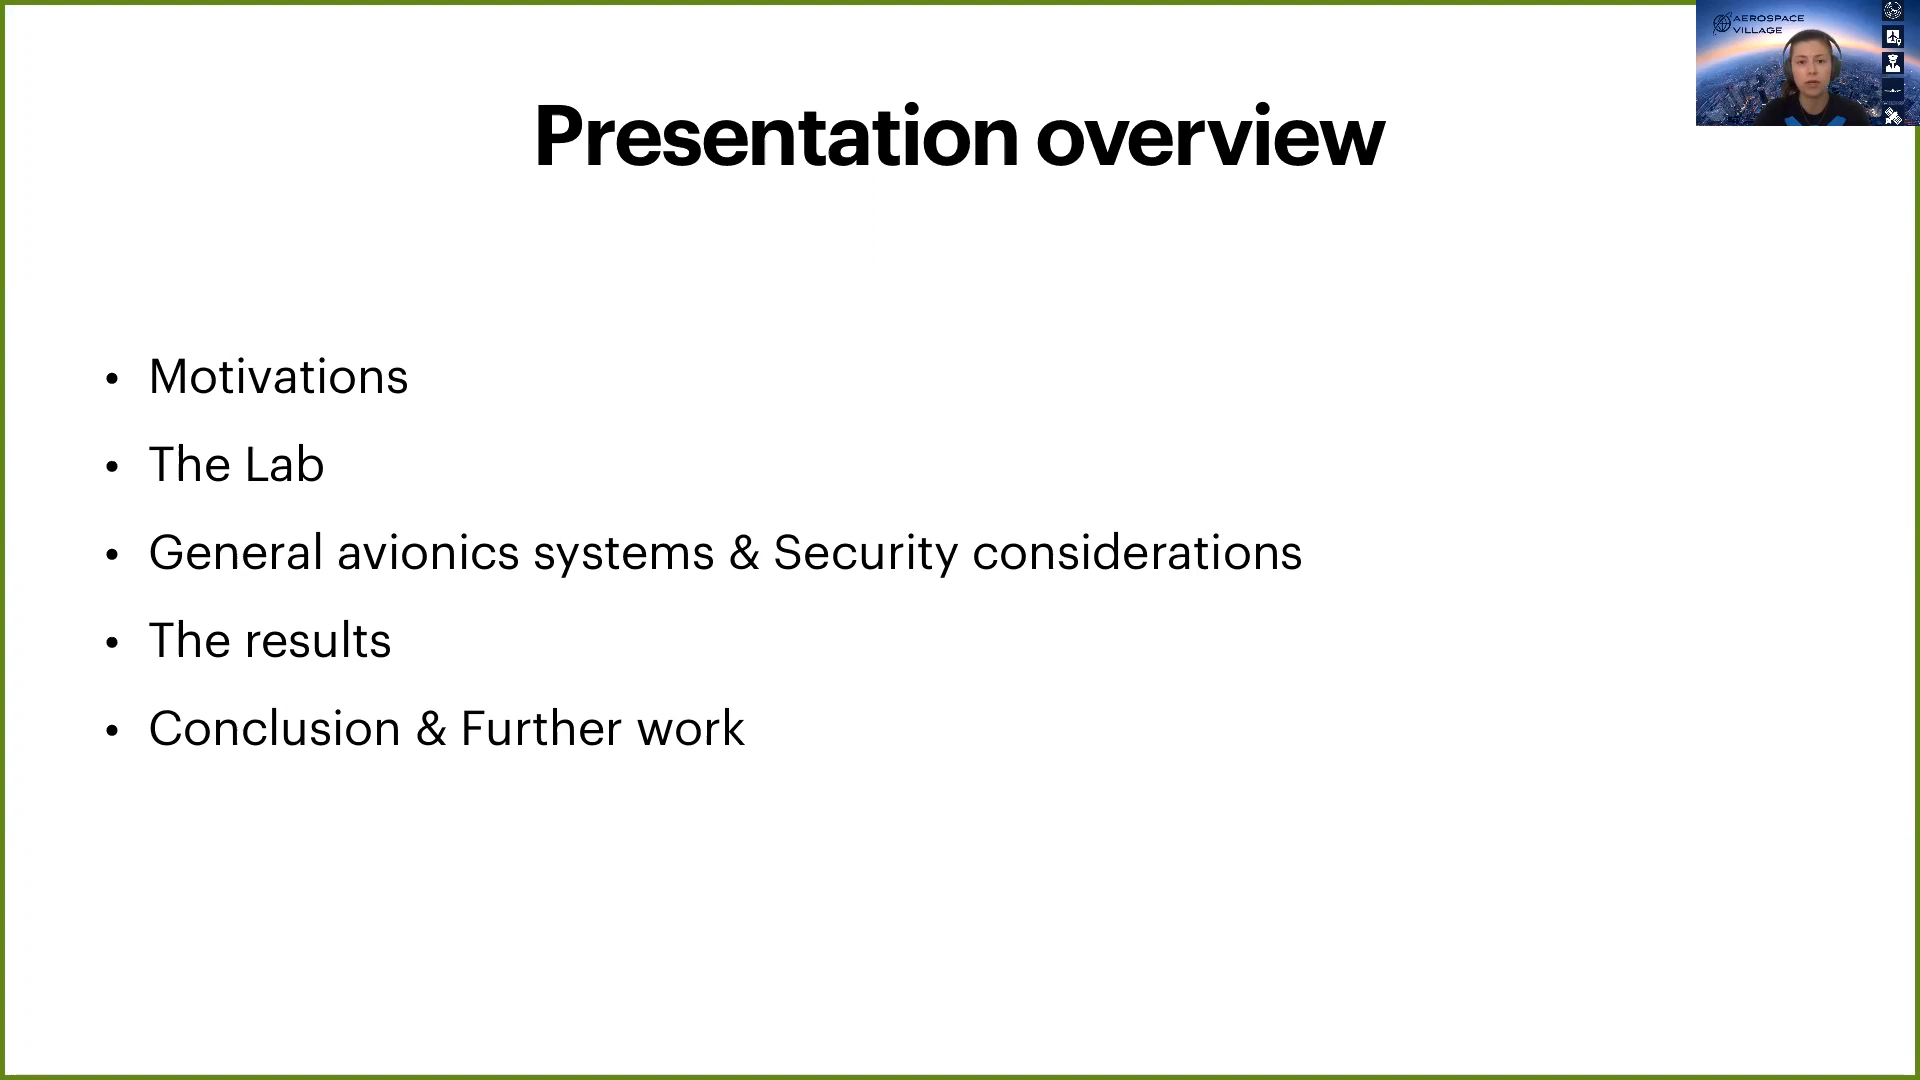 AEROSPACE
VILLAGE
Presentation overview
• Motivations
• The Lab
• General avionics systems & Security considerations
• The results
• Conclusion & Further work